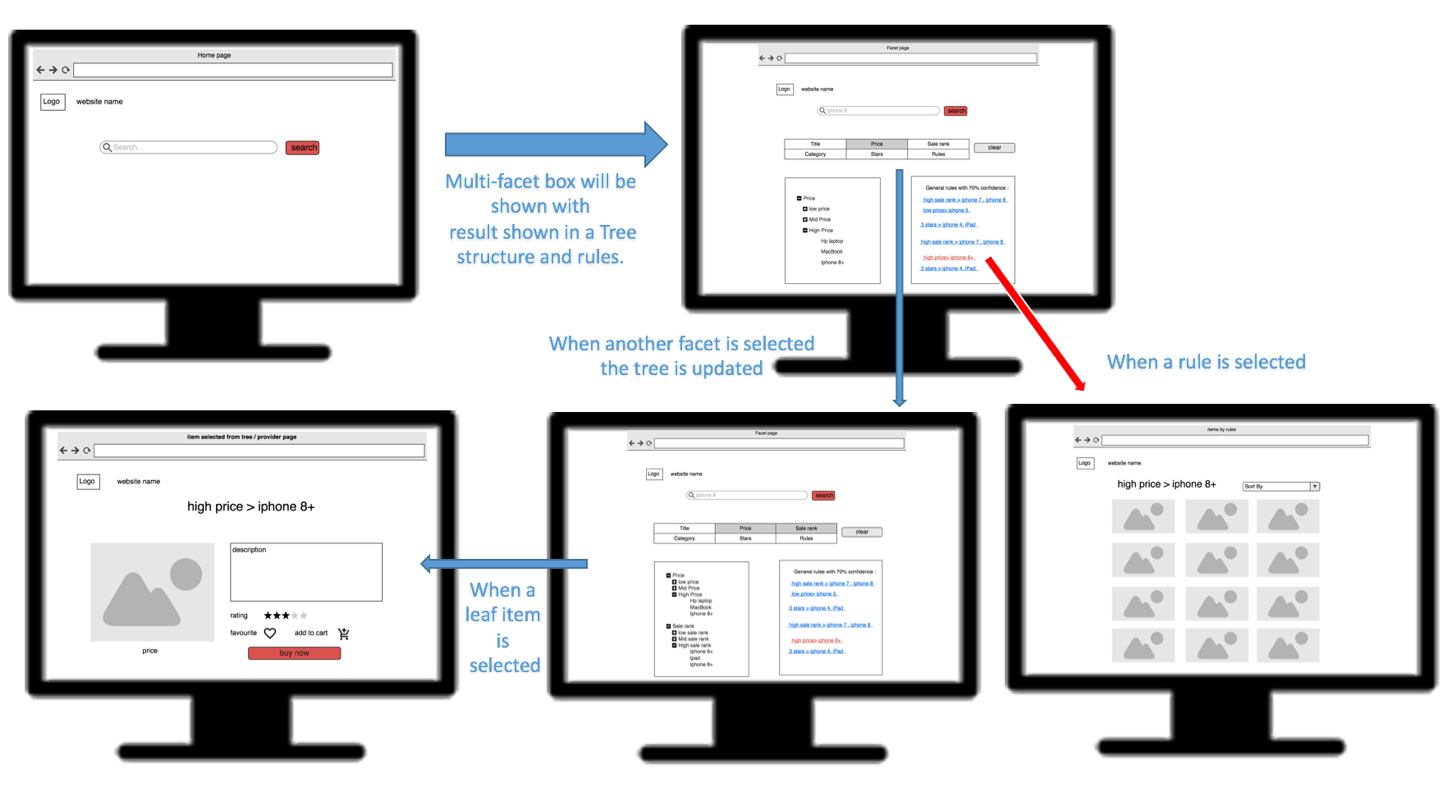 Home page
Logo
website name
Search...
search
Multi-facet box will be
shown with
result shown in a Tree
structure and rules.
Facet page
Logo
website name
Iphone 8
search
Title
Price
Sale rank
Category
Stars
Rules
clear
Price
low price
Mid Price
High Price
Hp laptop
MacBook
Iphone 8+
General rules with 70% confidence :
high sale rank > iphone 7 , iphone 8
low price> iphone 5
3 stars > iphone 4, iPad
high sale rank > iphone 7 , iphone 8
high price> iphone 8+
3 stars > iphone 4, iPad
When another facet is selected
the tree is updated
When a rule is selected
item selected from tree / provider page
Logo
website name
high price > iphone 8+
description
rating
favourite
add to cart
price
buy now
When a
leaf item
is
selected
Facet page
Logo
website name
Iphone 8
search
Title
Price
Sale rank
Category
Stars
Rules
clear
Price
low price
Mid Price
High Price
Hp laptop
MacBook
Iphone 8+
Sale rank
low sale rank
Mid sale rank
High sale rank
Iphone 6+
Ipad
Iphone 8+
General rules with 70% confidence :
high sale rank > iphone 7 , iphone 8
low price> iphone 5
3 stars > iphone 4, iPad
high sale rank > iphone 7 , iphone 8
high price> iphone 8+
3 stars > iphone 4, iPad
Items by rules
Logo
website name
high price > iphone 8+
Sort By